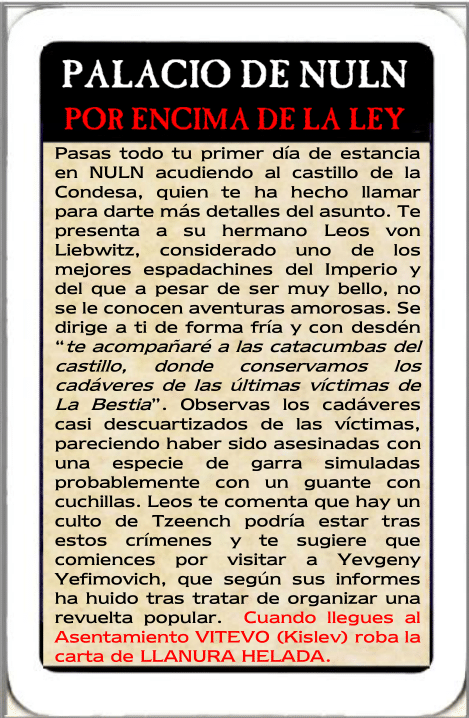 PALACIO DE NULN
POR ENCIMA DE LA LEY
Pasas todo tu primer día de estancia
en NULN acudiendo al castillo de la
Condesa, quien te ha hecho llamar
para darte más detalles del asunto. Te
presenta a su hermano Leos von
Liebwitz, considerado uno de los
mejores espadachines del Imperio y
del que a pesar de ser muy bello, no
se le conocen aventuras amorosas. Se
dirige a ti de forma fría y con desdén
“te acompañaré a las catacumbas del
castillo, donde conservamos los
cadáveres de las últimas víctimas de
La Bestia”. Observas los cadáveres
casi descuartizados de las víctimas,
pareciendo haber sido asesinadas con
una especie de garra simuladas
probablemente con un guante con
cuchillas. Leos te comenta que hay un
culto de Tzeench podría estar tras
estos crímenes y te sugiere que
comiences por visitar a Yevgeny
Yefimovich, que según sus informes
ha huido tras tratar de organizar una
revuelta popular. Cuando llegues al
Asentamiento VITEVO (Kislev) roba la
carta de LLANURA HELADA.